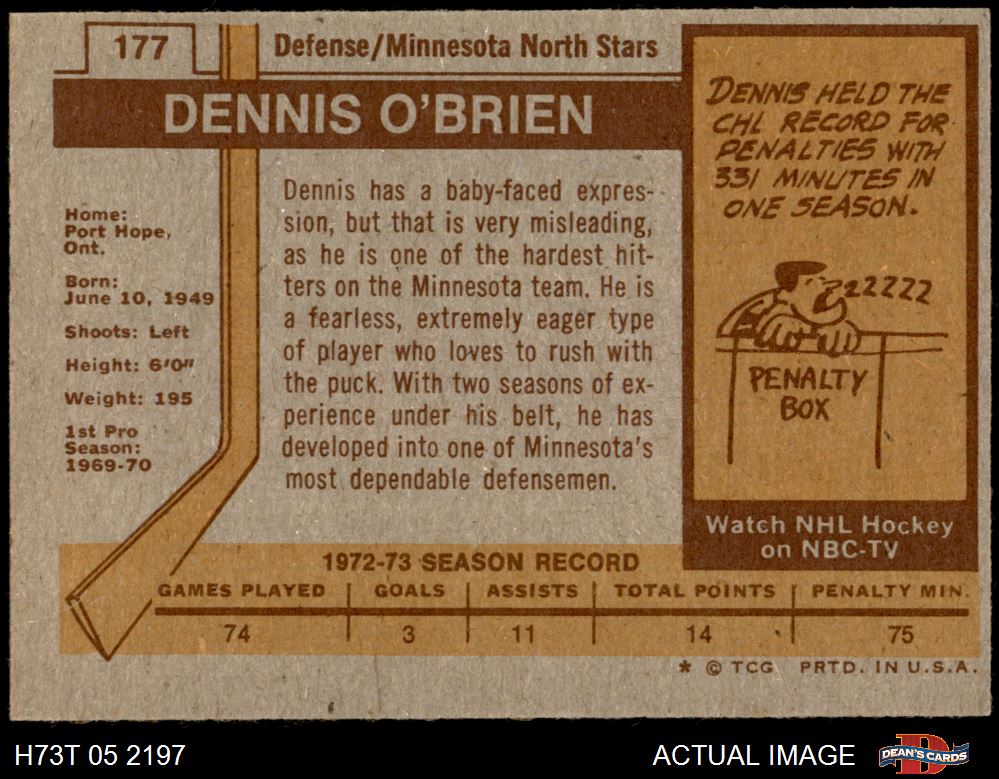 177
Defense/Minnesota North Stars
DENNIS O'BRIEN
Home:
Port Hope,
Ont.
Born:
June 10, 1949
Shoots: Left
Height: 6'0"
Weight: 195
1st Pro
Season:
1969-70
Dennis has a baby-faced expres-
sion, but that is very misleading,
as he is one of the hardest hit-
ters on the Minnesota team. He is
a fearless, extremely eager type
of player who loves to rush with
the puck. With two seasons of ex-
perience under his belt, he has
developed into one of Minnesota's
most dependable defensemen.
DENNIS HELD THE
CHL RECORD FOR
PENALTIES WITH
331 MINUTES IN
ONE SEASON.
ZZZZZZ
PENALTY
BOX
Watch NHL Hockey
on NBC-TV
1972-73 SEASON RECORD
GAMES PLAYED GOALS ASSISTS TOTAL POINTS PENALTY MIN.
74 3 11 14 75
* © TCG PRTD. IN U.S.A.
H73T 05 2197
ACTUAL IMAGE
DEAN'S CARDS